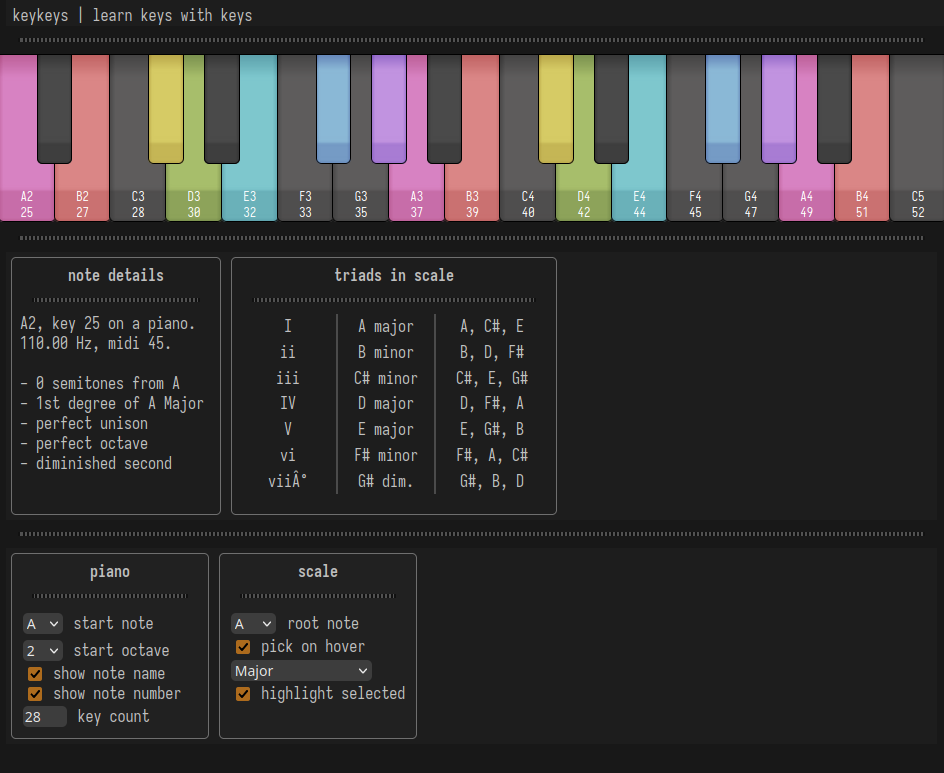 keykeys | learn keys with keys
A2 B2 C3 D3 E3 F3 G3 A3 B3 C4 D4 E4 F4 G4 A4 B4 C5
25 27 28 30 32 33 35 37 39 40 42 44 45 47 49 51 52
note details
A2, key 25 on a piano.
110.00 Hz, midi 45.
- 0 semitones from A
- 1st degree of A Major
- perfect unison
- perfect octave
- diminished second
triads in scale
I A major A, C#, E
ii B minor B, D, F#
iii C# minor C#, E, G#
IV D major D, F#, A
V E major E, G#, B
vi F# minor F#, A, C#
viiÂ° G# dim. G#, B, D
piano
A start note
2 start octave
show note name
show note number
28 key count
scale
A root note
pick on hover
Major
highlight selected